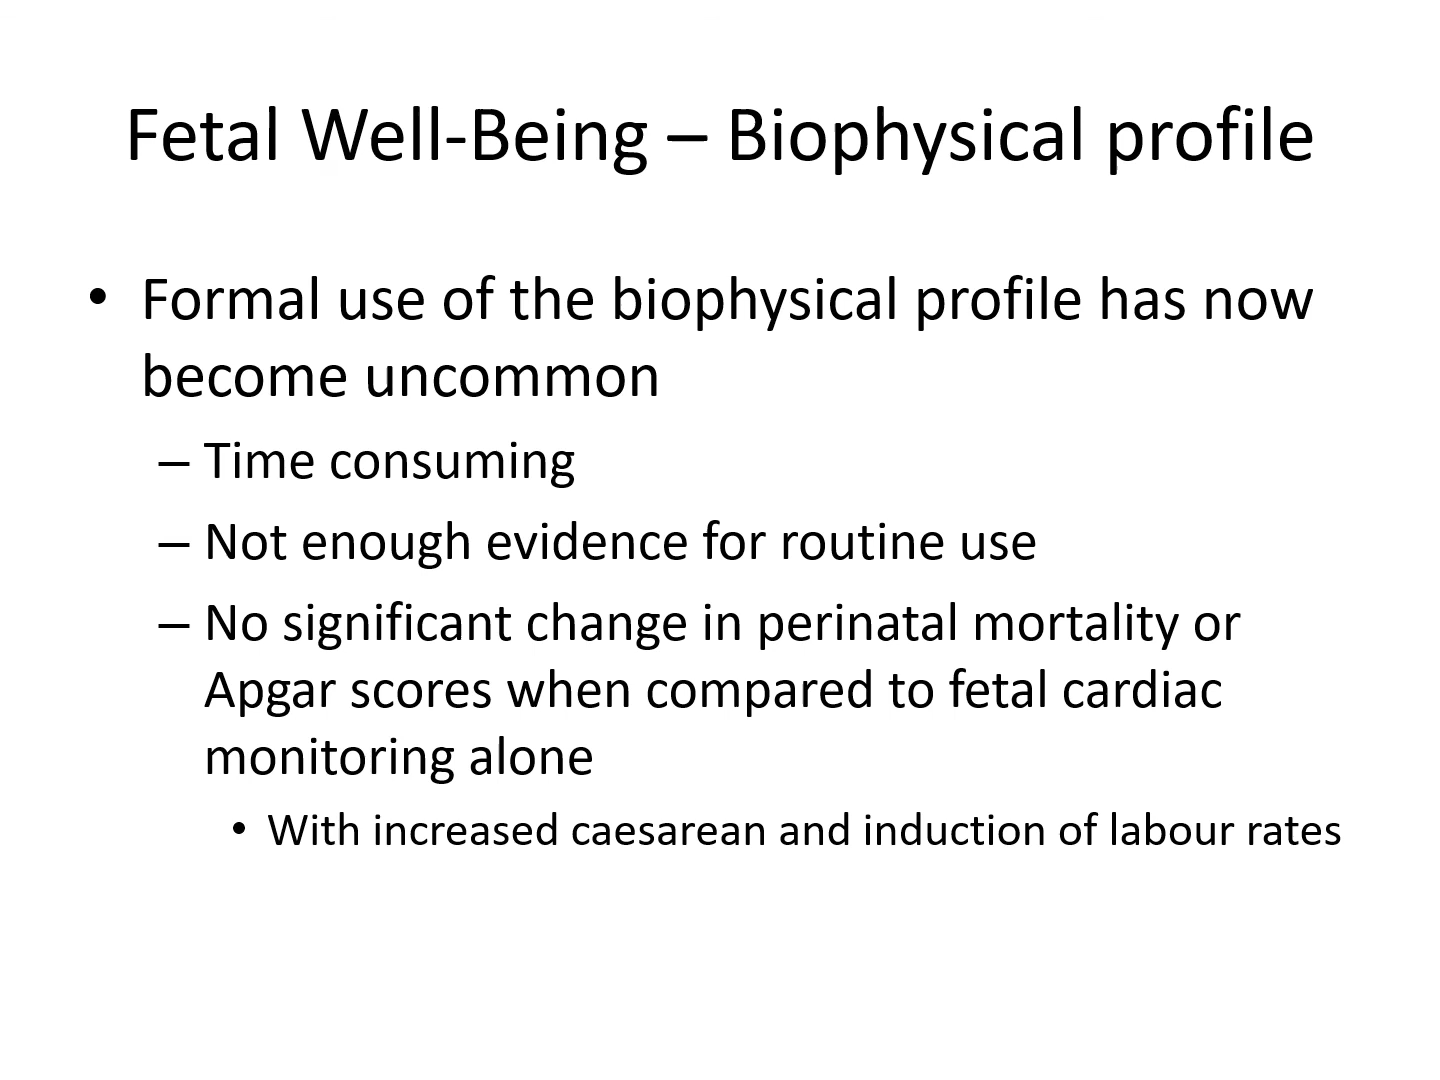 Fetal Well-Being – Biophysical profile
• Formal use of the biophysical profile has now
become uncommon
– Time consuming
– Not enough evidence for routine use
– No significant change in perinatal mortality or
Apgar scores when compared to fetal cardiac
monitoring alone
• With increased caesarean and induction of labour rates